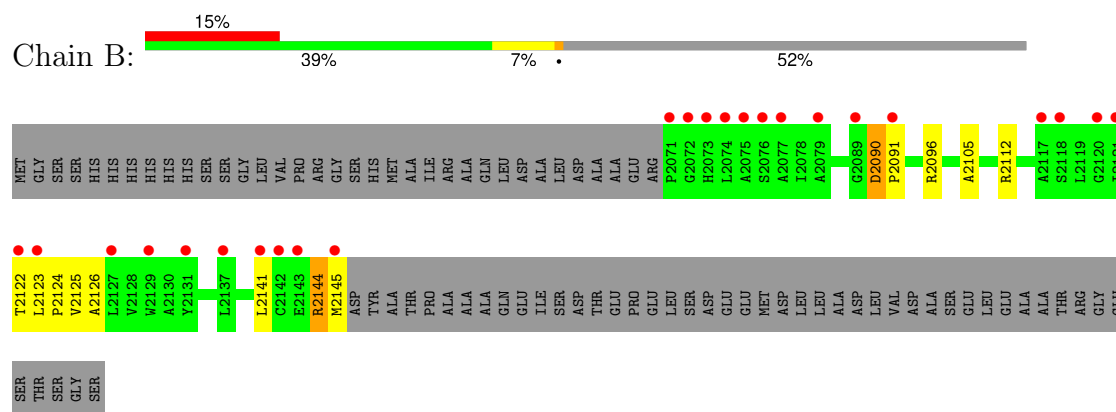 15%
Chain B:
39% 7% • 52%
MET GLY SER SER HIS HIS HIS HIS HIS HIS SER SER GLY LEU VAL PRO ARG GLY SER HIS MET ALA ILE ARG ALA ALA GLN LEU ASP ALA LEU ASP ALA ALA GLU ARG P2071 G2072 H2073 L2074 A2075 S2076 A2077 I2078 A2079 G2089 D2090 P2091 R2096 A2105 R2112 A2117 S2118 L2119 G2120
T2122 L2123 P2124 V2125 A2126 L2127 V2128 W2129 A2130 Y2131 L2137 L2141 C2142 E2143 R2144 M2145 ASP TYR ALA THR PRO ALA ALA ALA GLN GLU ILE SER ASP THR GLU PRO GLU LEU SER ASP GLU GLU MET ASP LEU LEU ALA ASP LEU VAL ASP ALA SER GLU LEU GLU ALA ALA THR ARG GLY
SER THR SER GLY SER